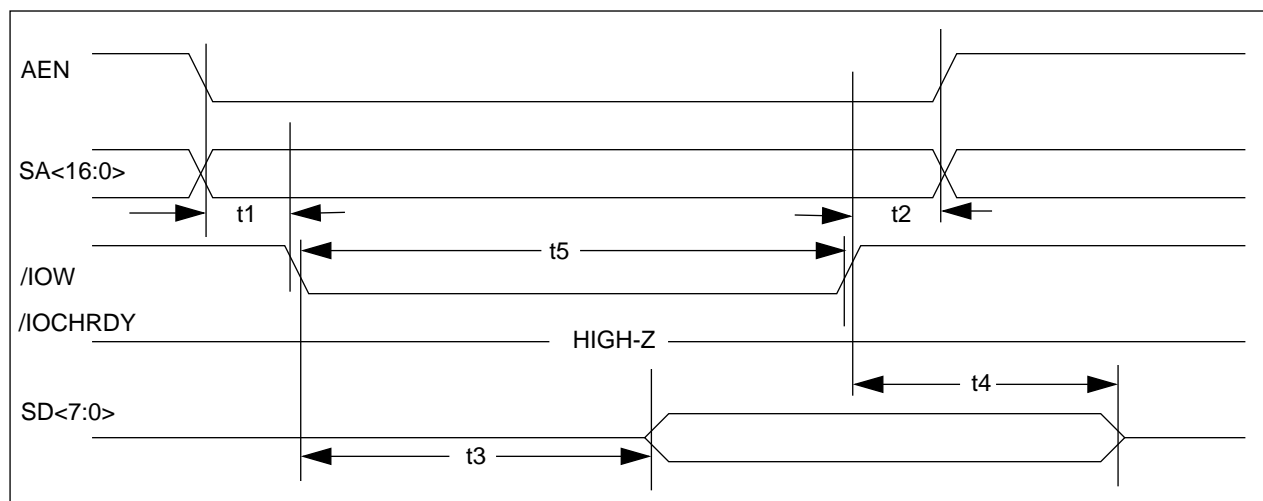 AEN
SA<16:0>
t1
t2
t5
/IOW
/IOCHRDY
HIGH-Z
t4
SD<7:0>
t3